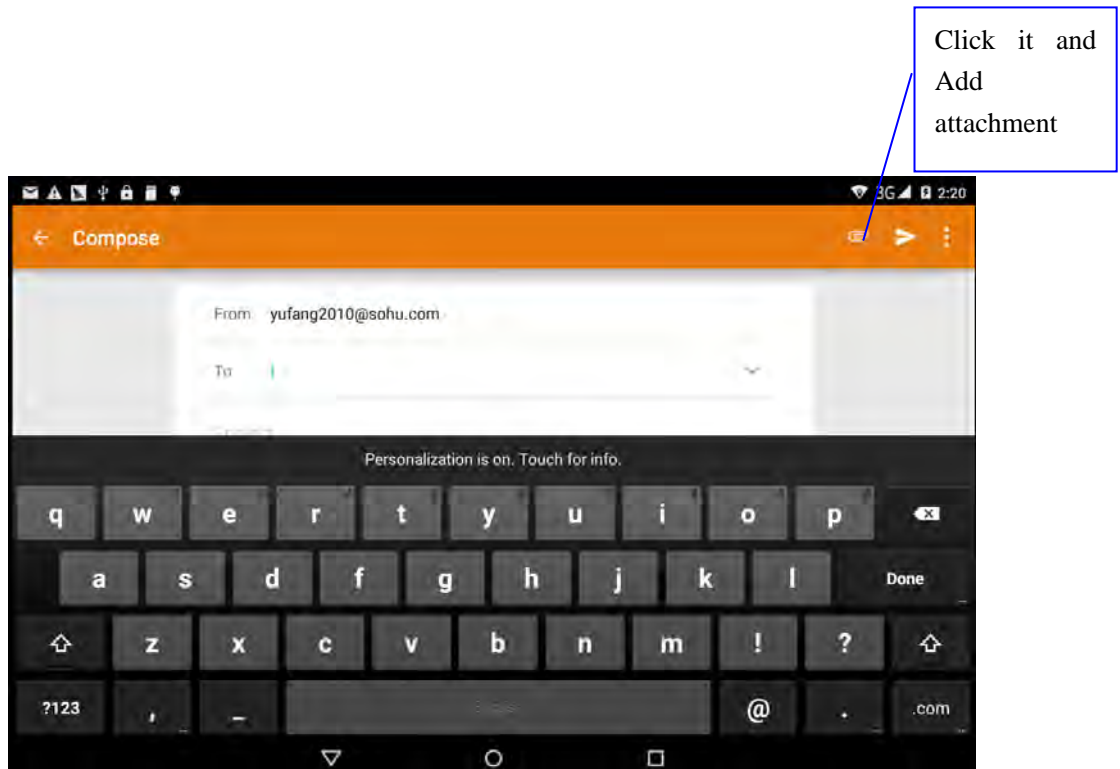 Click it and
Add
attachment
3G 2:20
Compose
From yufang2010@sohu.com
To
Personalization is on. Touch for info.
q w e r t y u i o p
a s d f g h j k l Done
z x c v b n m ! ?
?123 , _ @ . .com